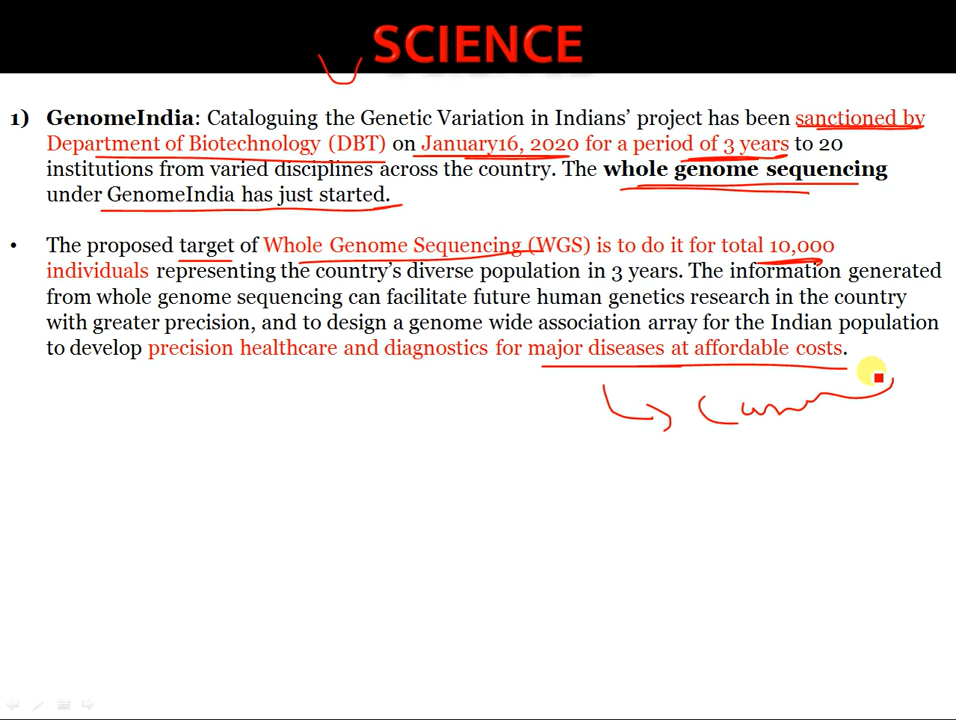 SCIENCE
1) GenomeIndia: Cataloguing the Genetic Variation in Indians’ project has been sanctioned by
Department of Biotechnology (DBT) on January16, 2020 for a period of 3 years to 20
institutions from varied disciplines across the country. The whole genome sequencing
under GenomeIndia has just started.
• The proposed target of Whole Genome Sequencing (WGS) is to do it for total 10,000
individuals representing the country’s diverse population in 3 years. The information generated
from whole genome sequencing can facilitate future human genetics research in the country
with greater precision, and to design a genome wide association array for the Indian population
to develop precision healthcare and diagnostics for major diseases at affordable costs.